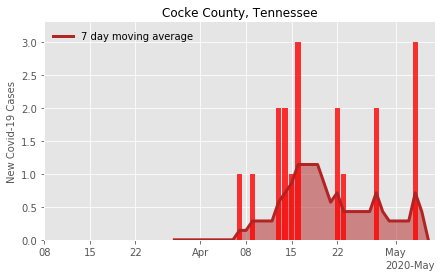 Cocke County, Tennessee
7 day moving average
New Covid-19 Cases
3.0
2.5
2.0
1.5
1.0
0.5
0.0
08 15 22 Apr 08 15 22 May
2020-May